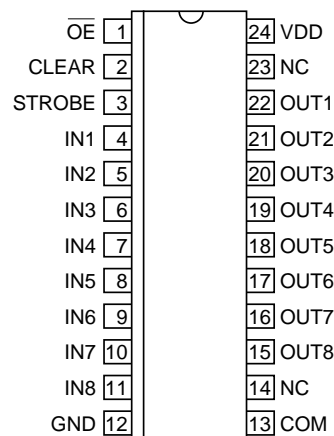 O̅E̅ 1 24 VDD
CLEAR 2 23 NC
STROBE 3 22 OUT1
IN1 4 21 OUT2
IN2 5 20 OUT3
IN3 6 19 OUT4
IN4 7 18 OUT5
IN5 8 17 OUT6
IN6 9 16 OUT7
IN7 10 15 OUT8
IN8 11 14 NC
GND 12 13 COM